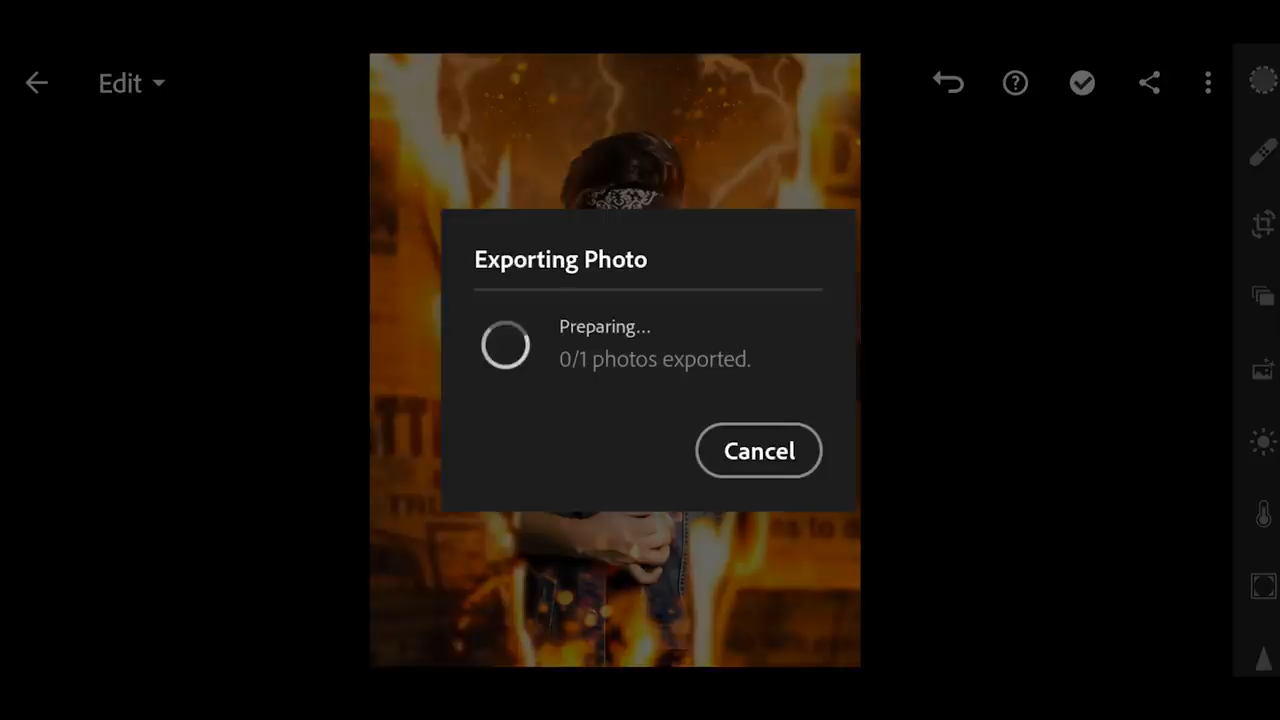 Edit
Exporting Photo
Preparing...
0/1 photos exported.
Cancel